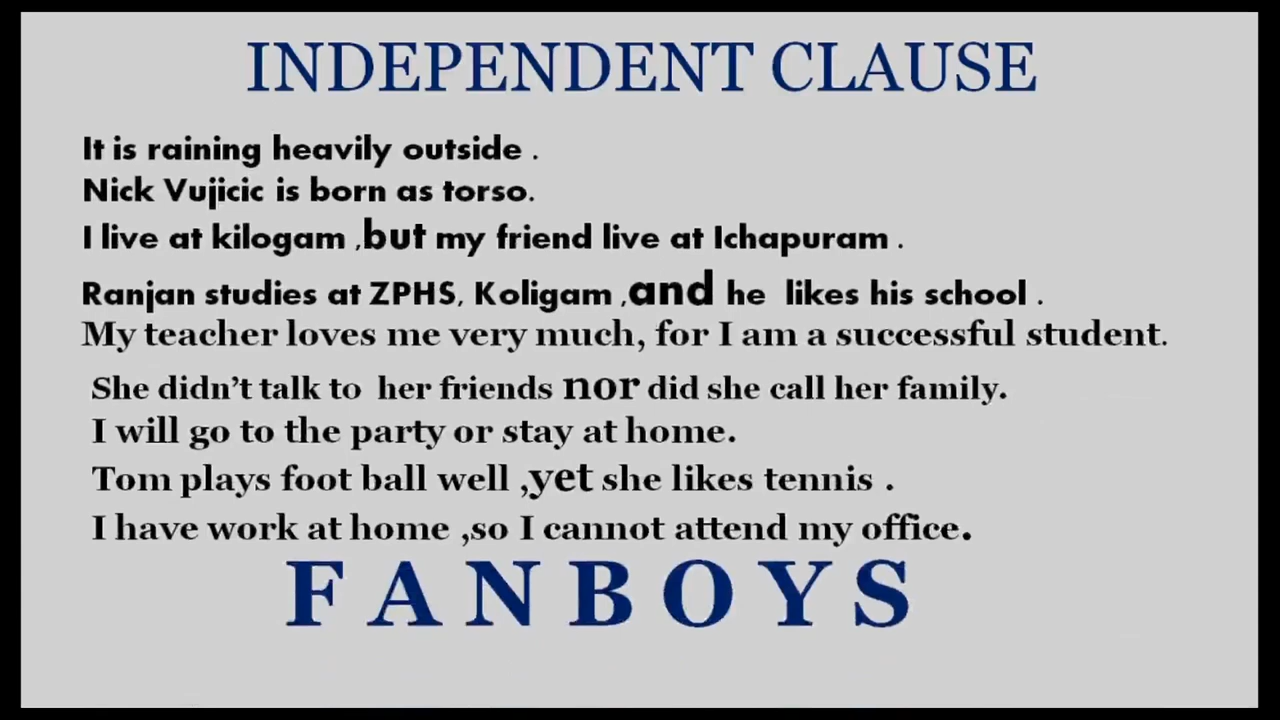 INDEPENDENT CLAUSE
It is raining heavily outside .
Nick Vujicic is born as torso.
I live at kilogam ,but my friend live at Ichapuram .
Ranjan studies at ZPHS, Koligam ,and he likes his school .
My teacher loves me very much, for I am a successful student.
She didn’t talk to her friends nor did she call her family.
I will go to the party or stay at home.
Tom plays foot ball well ,yet she likes tennis .
I have work at home ,so I cannot attend my office.
F A N B O Y S